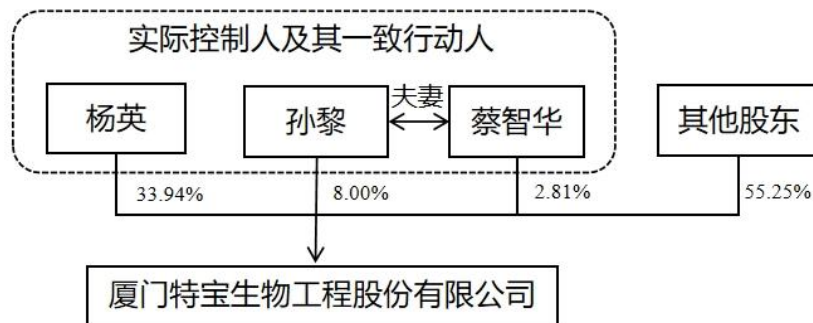 实际控制人及其一致行动人
夫妻
杨英
孙黎
蔡智华
其他股东
33.94%
8.00%
2.81%
55.25%
厦门特宝生物工程股份有限公司